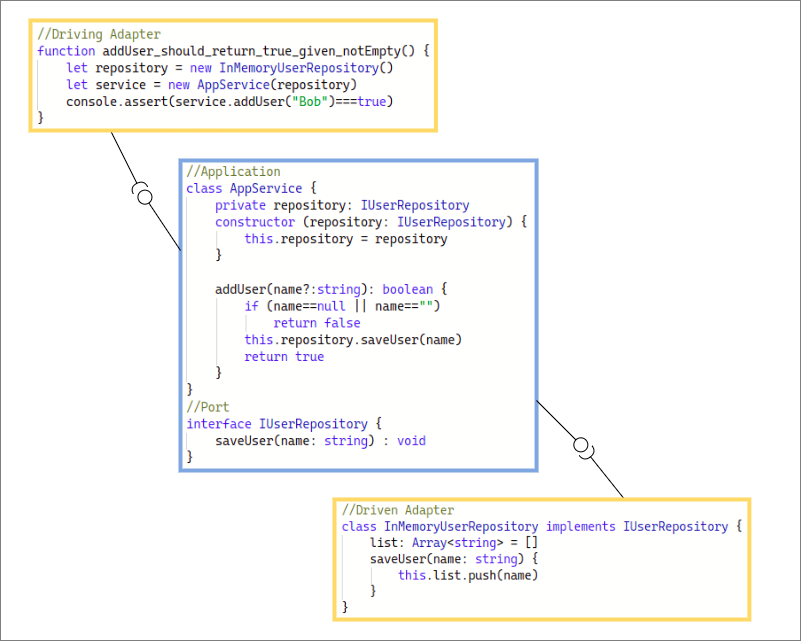 //Driving Adapter
function addUser_should_return_true_given_notEmpty() {
    let repository = new InMemoryUserRepository()
    let service = new AppService(repository)
    console.assert(service.addUser("Bob")===true)
}
//Application
class AppService {
    private repository: IUserRepository
    constructor (repository: IUserRepository) {
        this.repository = repository
    }
    addUser(name?:string): boolean {
        if (name==null || name=="")
            return false
        this.repository.saveUser(name)
        return true
    }
}
//Port
interface IUserRepository {
    saveUser(name: string) : void
}
//Driven Adapter
class InMemoryUserRepository implements IUserRepository {
    list: Array<string> = []
    saveUser(name: string) {
        this.list.push(name)
    }
}